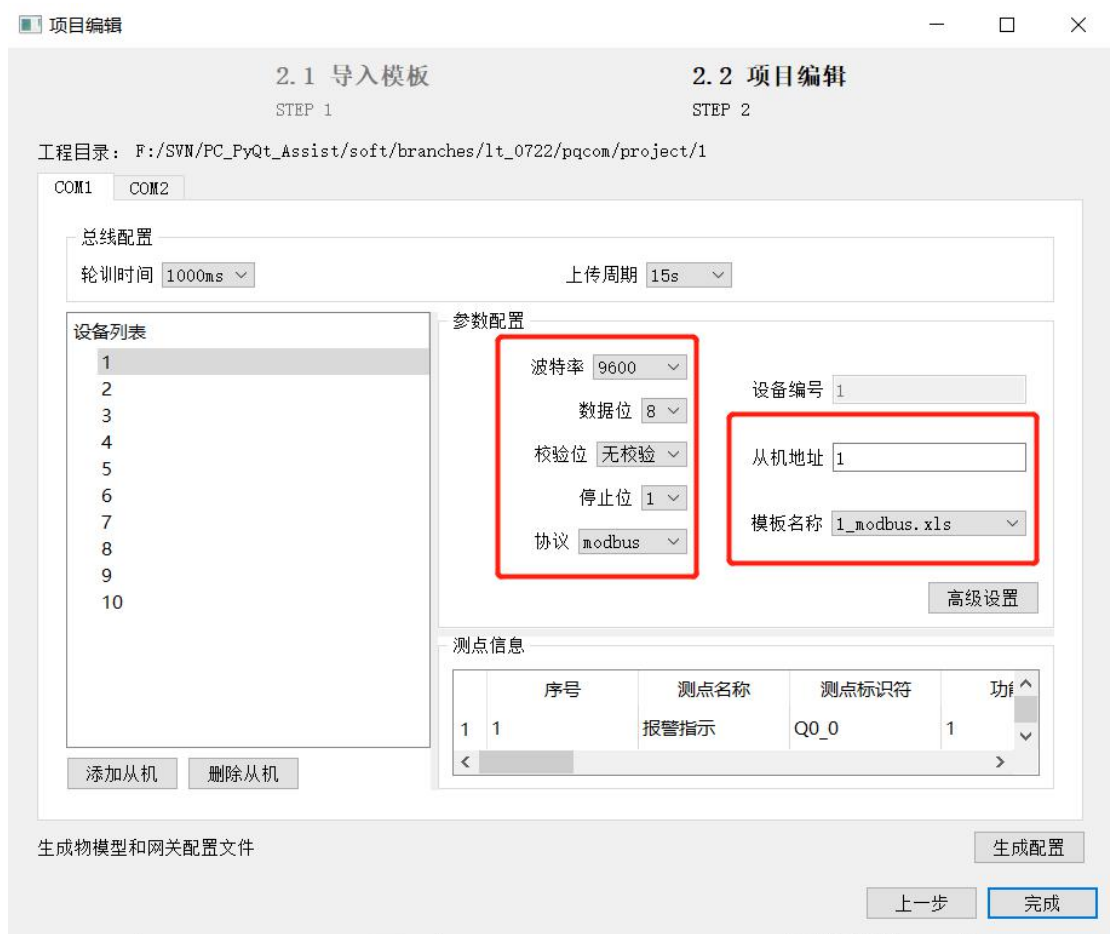 项目编辑
2.1 导入模板
STEP 1
2.2 项目编辑
STEP 2
工程目录： F:/SVN/PC_PyQt_Assist/soft/branches/lt_0722/pqcom/project/1
COM1 COM2
总线配置
轮训时间 1000ms 上传周期 15s
设备列表
1
2
3
4
5
6
7
8
9
10
添加从机 删除从机
参数配置
波特率 9600
数据位 8
校验位 无校验
停止位 1
协议 modbus
设备编号 1
从机地址 1
模板名称 1_modbus.xls
高级设置
测点信息
序号 测点名称 测点标识符 功
1 1 报警指示 Q0_0 1
生成物模型和网关配置文件 生成配置
上一步 完成